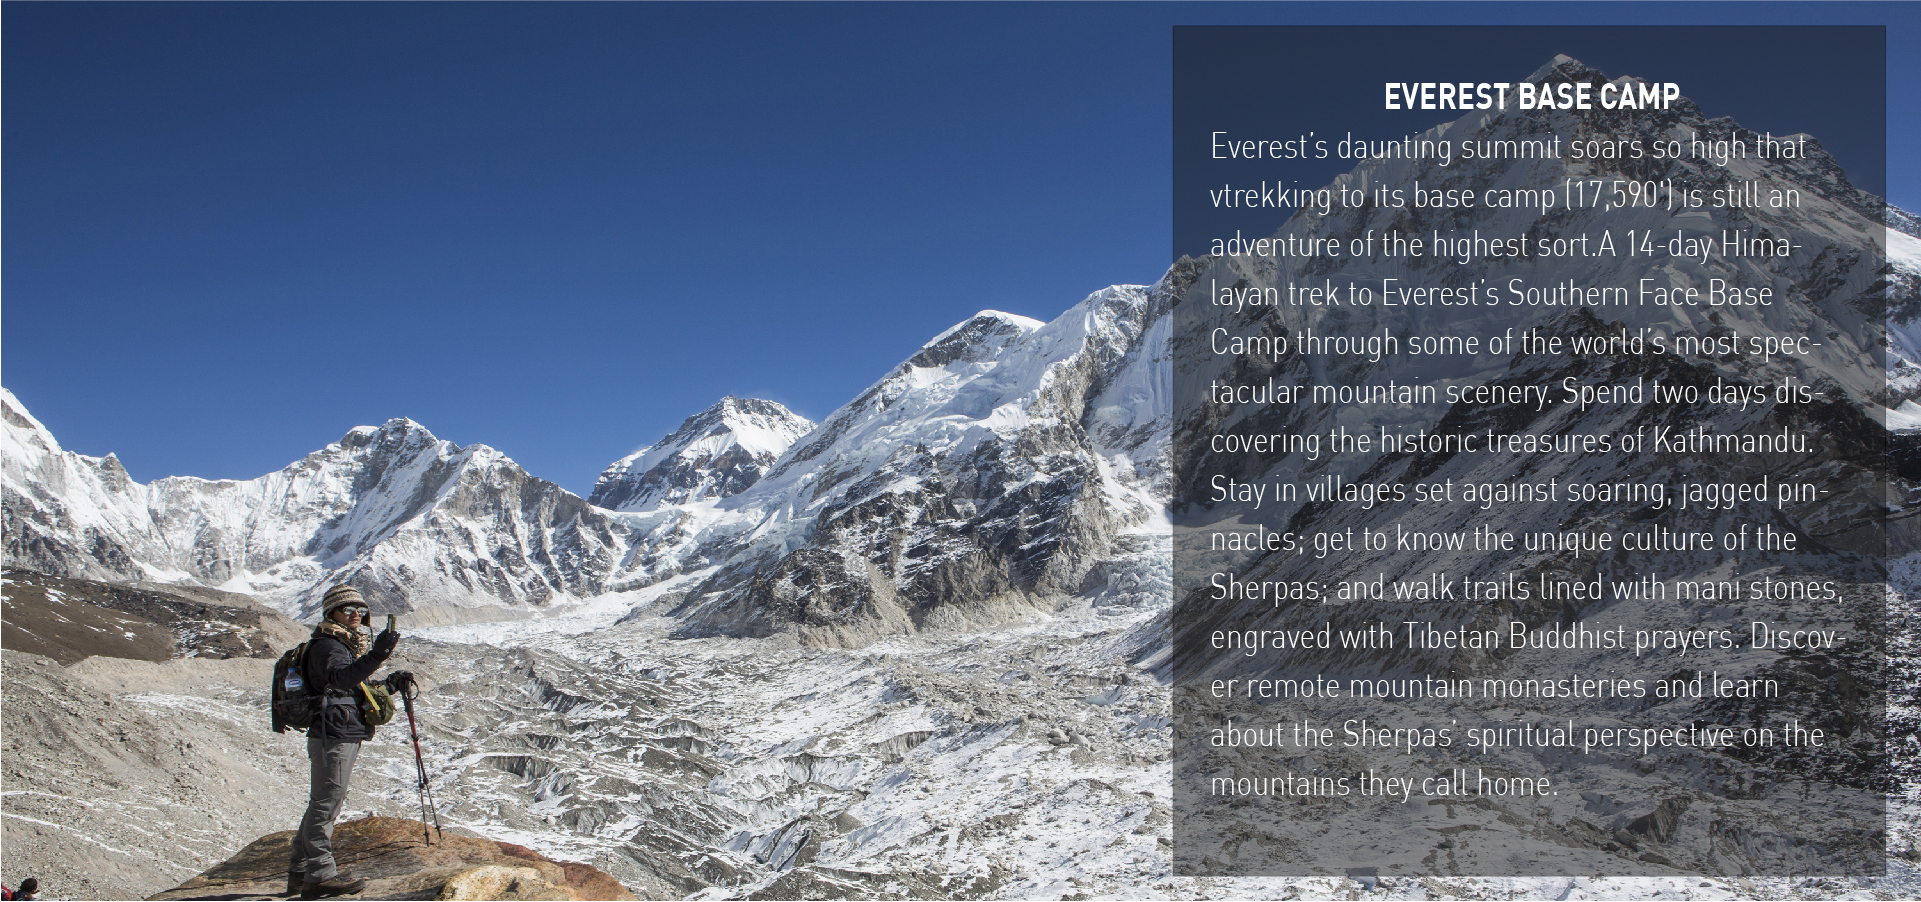 EVEREST BASE CAMP
Everest’s daunting summit soars so high that
vtrekking to its base camp (17,590') is still an
adventure of the highest sort.A 14-day Hima-
layan trek to Everest’s Southern Face Base
Camp through some of the world’s most spec-
tacular mountain scenery. Spend two days dis-
covering the historic treasures of Kathmandu.
Stay in villages set against soaring, jagged pin-
nacles; get to know the unique culture of the
Sherpas; and walk trails lined with mani stones,
engraved with Tibetan Buddhist prayers. Discov-
er remote mountain monasteries and learn
about the Sherpas’ spiritual perspective on the
mountains they call home.